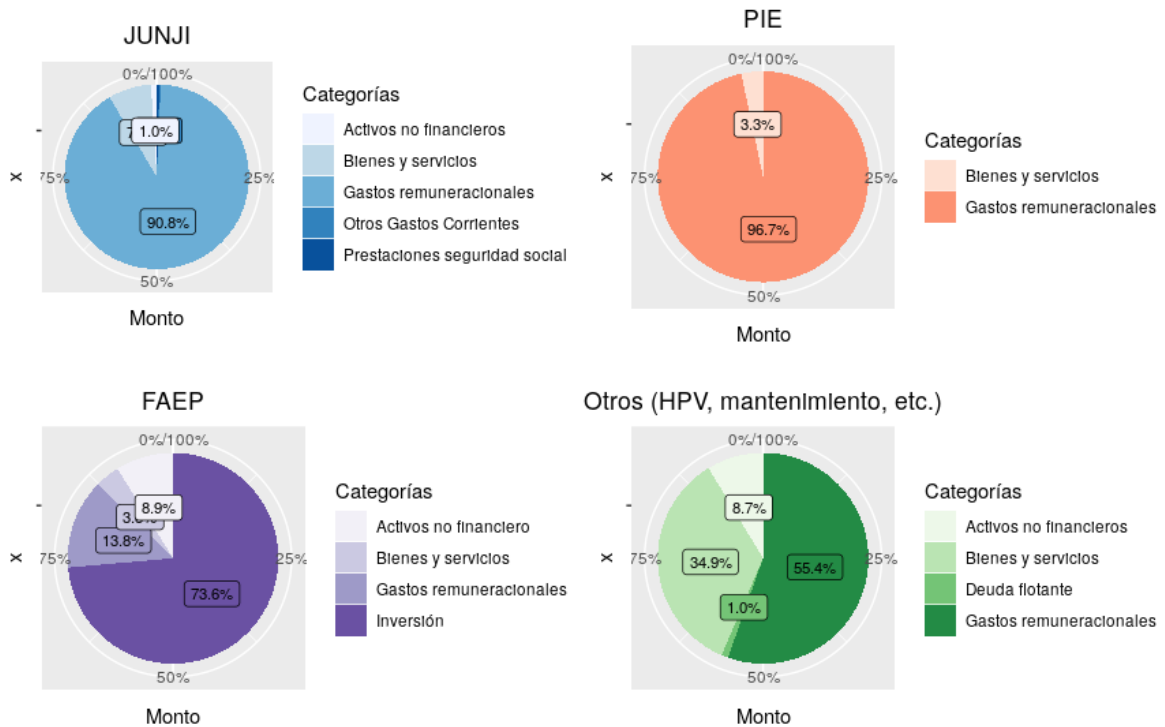 JUNJI
0%/100%
1.0%
x
75%
25%
90.8%
50%
Monto
Categorías
Activos no financieros
Bienes y servicios
Gastos remuneracionales
Otros Gastos Corrientes
Prestaciones seguridad social
PIE
0%/100%
3.3%
x
75%
25%
96.7%
50%
Monto
Categorías
Bienes y servicios
Gastos remuneracionales
FAEP
0%/100%
8.9%
13.8%
x
75%
25%
73.6%
50%
Monto
Categorías
Activos no financiero
Bienes y servicios
Gastos remuneracionales
Inversión
Otros (HPV, mantenimiento, etc.)
0%/100%
8.7%
34.9%
55.4%
x
75%
25%
1.0%
50%
Monto
Categorías
Activos no financieros
Bienes y servicios
Deuda flotante
Gastos remuneracionales